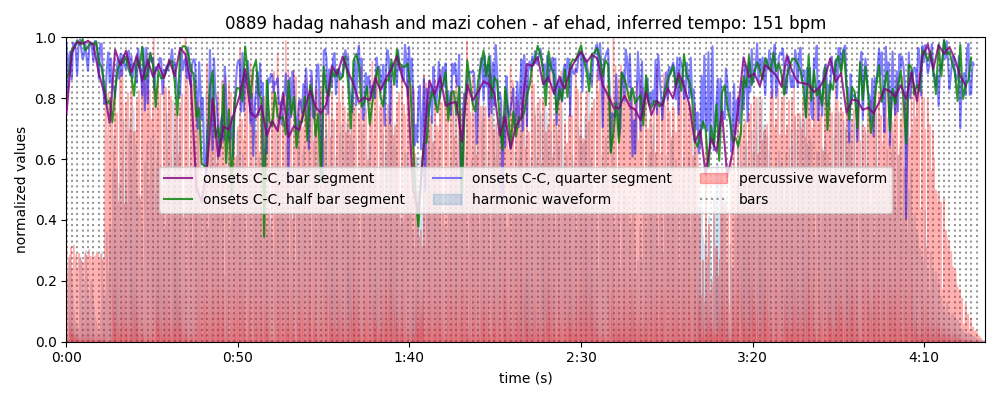 0889 hadag nahash and mazi cohen - af ehad, inferred tempo: 151 bpm
normalized values
1.0
0.8
0.6
0.4
0.2
0.0
onsets C-C, bar segment
onsets C-C, half bar segment
onsets C-C, quarter segment
harmonic waveform
percussive waveform
bars
0:00 0:50 1:40 2:30 3:20 4:10
time (s)